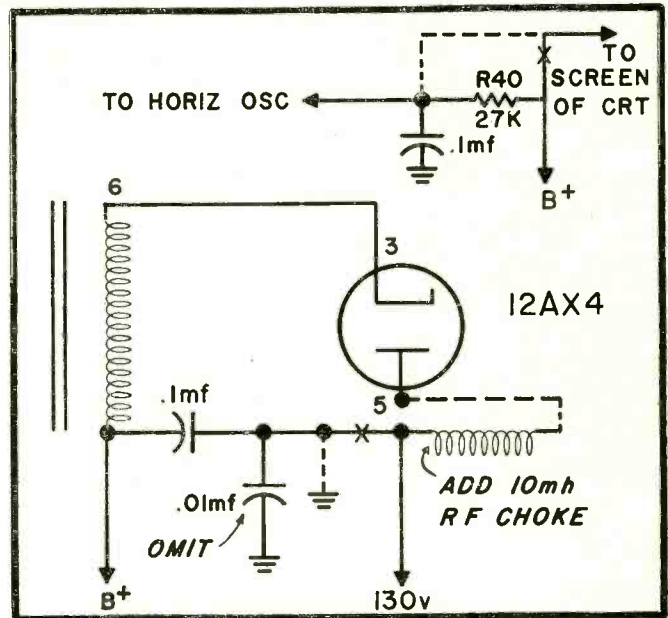 TO HORIZ OSC
R40
27K
TO
SCREEN
OF CRT
.1mf
B+
6
3
12AX4
5
.1mf
.01mf
OMIT
ADD 10mh
RF CHOKE
B+
130v